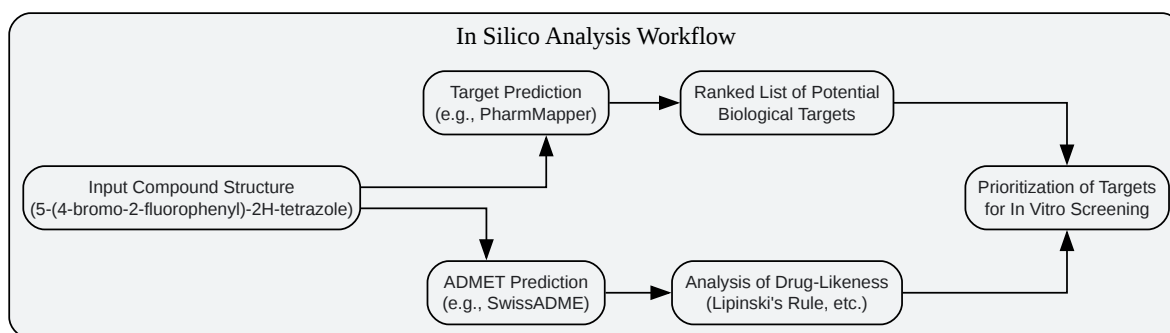 In Silico Analysis Workflow
Target Prediction
(e.g., PharmMapper)
Ranked List of Potential
Biological Targets
Input Compound Structure
(5-(4-bromo-2-fluorophenyl)-2H-tetrazole)
Prioritization of Targets
for In Vitro Screening
ADMET Prediction
(e.g., SwissADME)
Analysis of Drug-Likeness
(Lipinski's Rule, etc.)